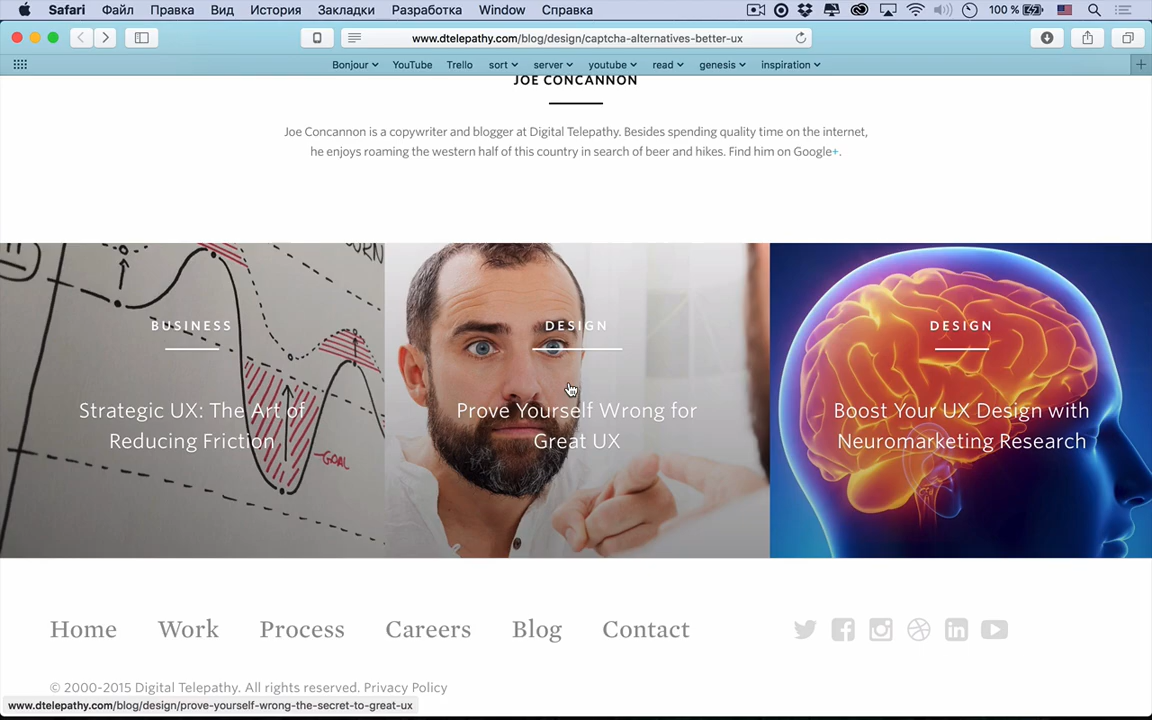 Safari Файл Правка Вид История Закладки Разработка Window Справка 100 %
www.dtelepathy.com/blog/design/captcha-alternatives-better-ux
Bonjour YouTube Trello sort server youtube read genesis inspiration
JOE CONCANNON
Joe Concannon is a copywriter and blogger at Digital Telepathy. Besides spending quality time on the internet,
he enjoys roaming the western half of this country in search of beer and hikes. Find him on Google+.
BUSINESS
Strategic UX: The Art of
Reducing Friction
GOAL
DESIGN
Prove Yourself Wrong for
Great UX
DESIGN
Boost Your UX Design with
Neuromarketing Research
Home Work Process Careers Blog Contact
© 2000-2015 Digital Telepathy. All rights reserved. Privacy Policy
www.dtelepathy.com/blog/design/prove-yourself-wrong-the-secret-to-great-ux